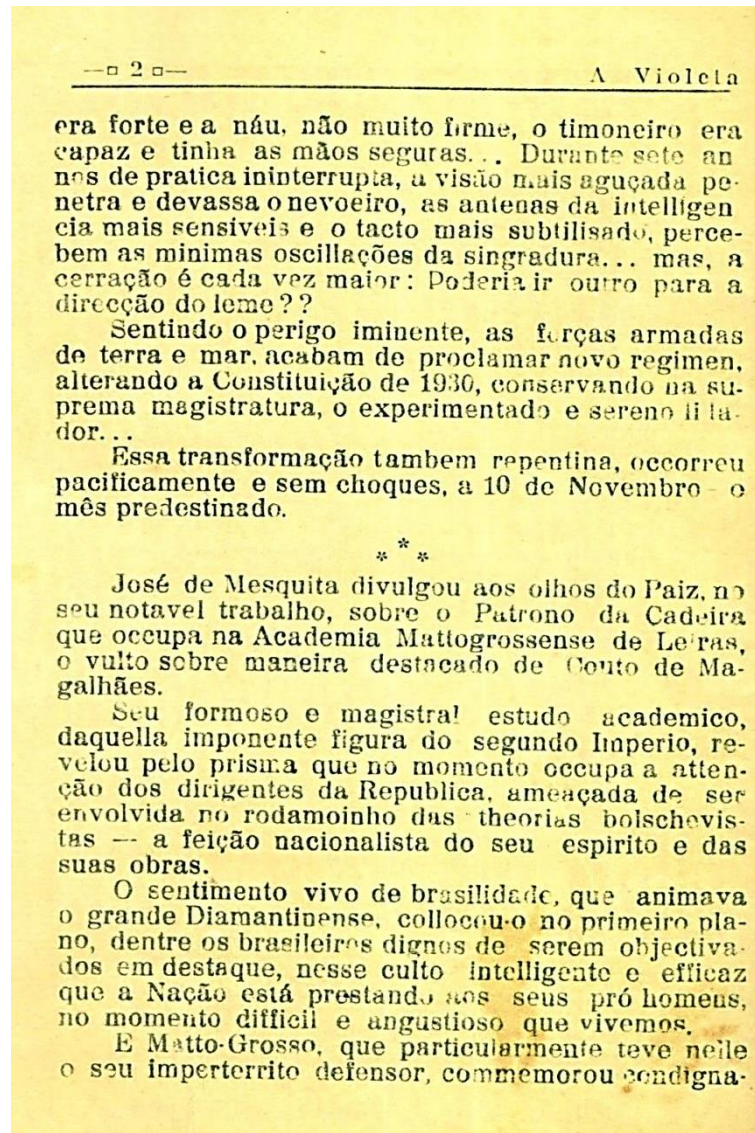 —▫ 2 ▫—
A Violeta
era forte e a náu, não muito firme, o timoneiro era
capaz e tinha as mãos seguras... Durante sete an
nos de pratica ininterrupta, a visão mais aguçada pe-
netra e devassa o nevoeiro, as antenas da intelligen
cia mais sensiveis e o tacto mais subtilisado, perce-
bem as minimas oscillações da singradura... mas, a
cerração é cada vez maior: Poderia ir outro para a
direcção do leme??
Sentindo o perigo iminente, as forças armadas
de terra e mar, acabam de proclamar novo regimen,
alterando a Constituição de 1930, conservando na su-
prema magistratura, o experimentado e sereno
dor...
Essa transformação tambem repentina, occorreu
pacificamente e sem choques, a 10 de Novembro - o
mês predestinado.
* * *
José de Mesquita divulgou aos olhos do Paiz, no
seu notavel trabalho, sobre o Patrono da Cadeira
que occupa na Academia Mattogrossense de Letras,
o vulto sobre maneira destacado de Couto de Ma-
galhães.
Seu formoso e magistral estudo academico,
daquella imponente figura do segundo Imperio, re-
velou pelo prisma que no momento occupa a atten-
ção dos dirigentes da Republica, ameaçada de ser
envolvida no rodamoinho das theorias bolschevis-
tas — a feição nacionalista do seu espirito e das
suas obras.
O sentimento vivo de brasilidade, que animava
o grande Diamantinense, collocou-o no primeiro pla-
no, dentre os brasileiros dignos de serem objectiva-
dos em destaque, nesse culto intelligente e efficaz
que a Nação está prestando aos seus pró homens,
no momento difficil e angustioso que vivemos.
E Matto-Grosso, que particularmente teve nelle
o seu imperterrito defensor, commemorou condigna-